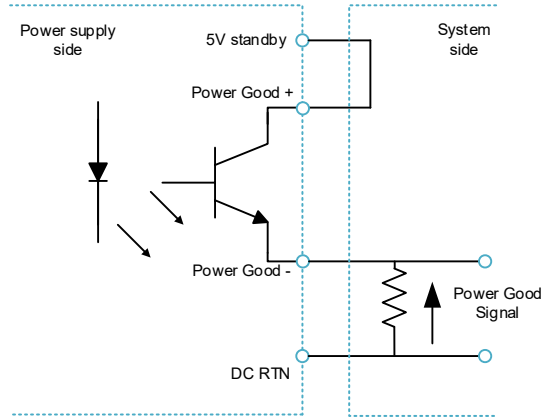 Power supply
side
5V standby
System
side
Power Good +
Power Good -
Power Good
Signal
DC RTN